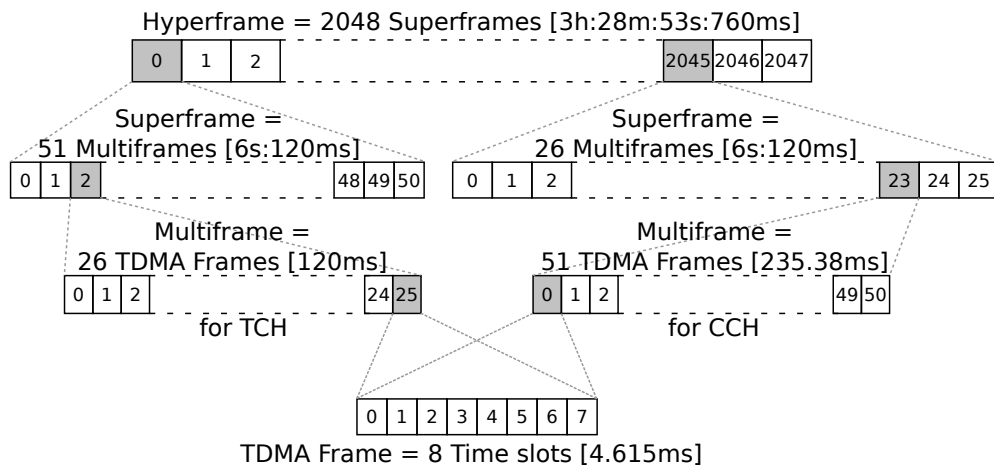 Hyperframe = 2048 Superframes [3h:28m:53s:760ms]
0 1 2 2045 2046 2047
Superframe =
51 Multiframes [6s:120ms]
Superframe =
26 Multiframes [6s:120ms]
0 1 2 48 49 50
0 1 2 23 24 25
Multiframe =
26 TDMA Frames [120ms]
Multiframe =
51 TDMA Frames [235.38ms]
0 1 2 24 25
0 1 2 49 50
for TCH
for CCH
0 1 2 3 4 5 6 7
TDMA Frame = 8 Time slots [4.615ms]